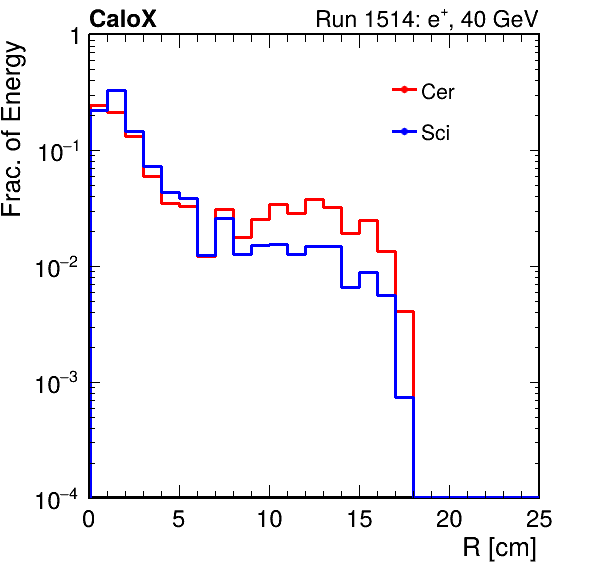 CaloX Run 1514: e⁺, 40 GeV
Frac. of Energy
1
10⁻¹
10⁻²
10⁻³
10⁻⁴
Cer
Sci
0 5 10 15 20 25
R [cm]